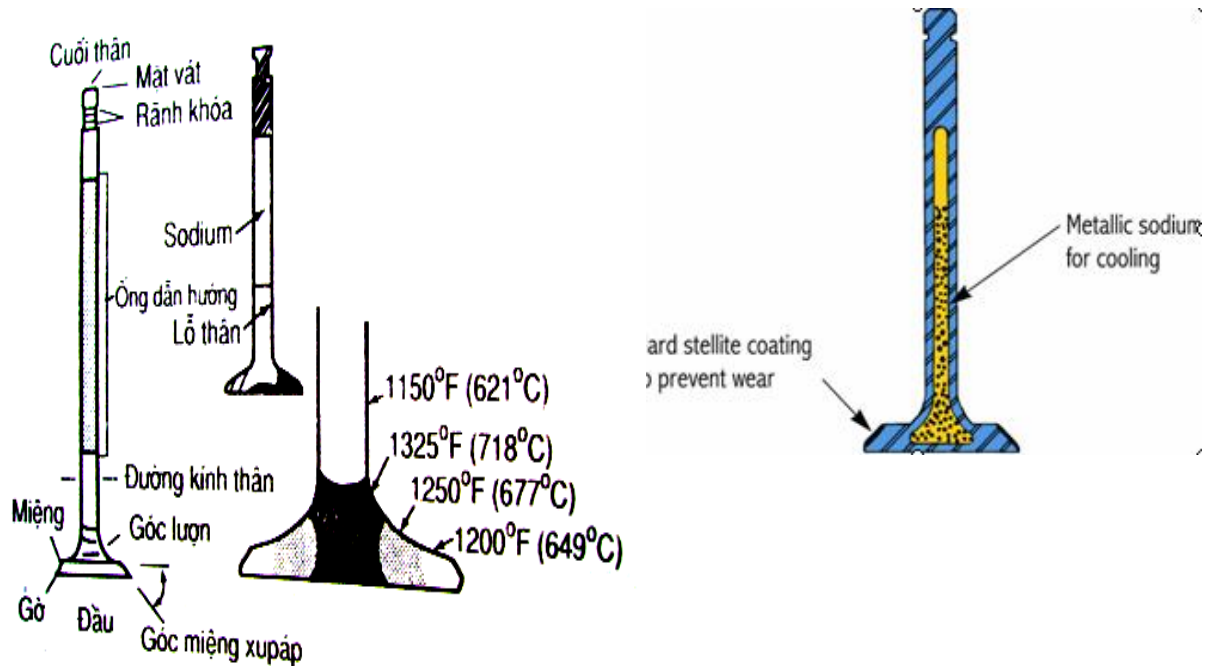 Cuối thân
Mặt vát
Rãnh khóa
Sodium
Ống dẫn hướng
Lỗ thân
Đường kính thân
Miệng
Góc lượn
Gờ
Đầu
Góc miệng xupáp
1150°F (621°C)
1325°F (718°C)
1250°F (677°C)
1200°F (649°C)
Metallic sodium
for cooling
ard stellite coating
o prevent wear